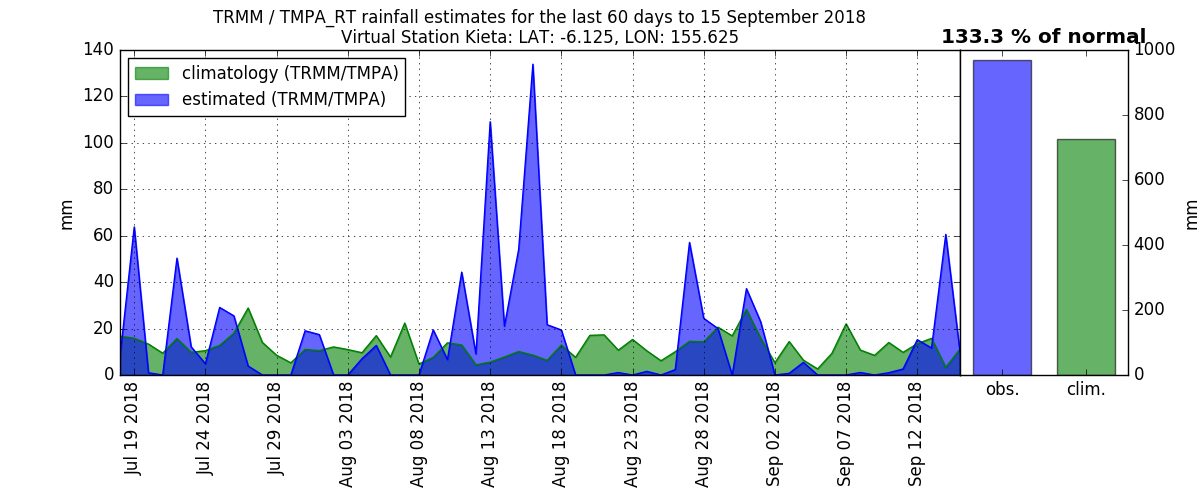 TRMM / TMPA_RT rainfall estimates for the last 60 days to 15 September 2018
Virtual Station Kieta: LAT: -6.125, LON: 155.625
133.3 % of normal
climatology (TRMM/TMPA)
estimated (TRMM/TMPA)
140
120
100
80
60
40
20
0
mm
Jul 19 2018
Jul 24 2018
Jul 29 2018
Aug 03 2018
Aug 08 2018
Aug 13 2018
Aug 18 2018
Aug 23 2018
Aug 28 2018
Sep 02 2018
Sep 07 2018
Sep 12 2018
1000
800
600
400
200
0
mm
obs.
clim.